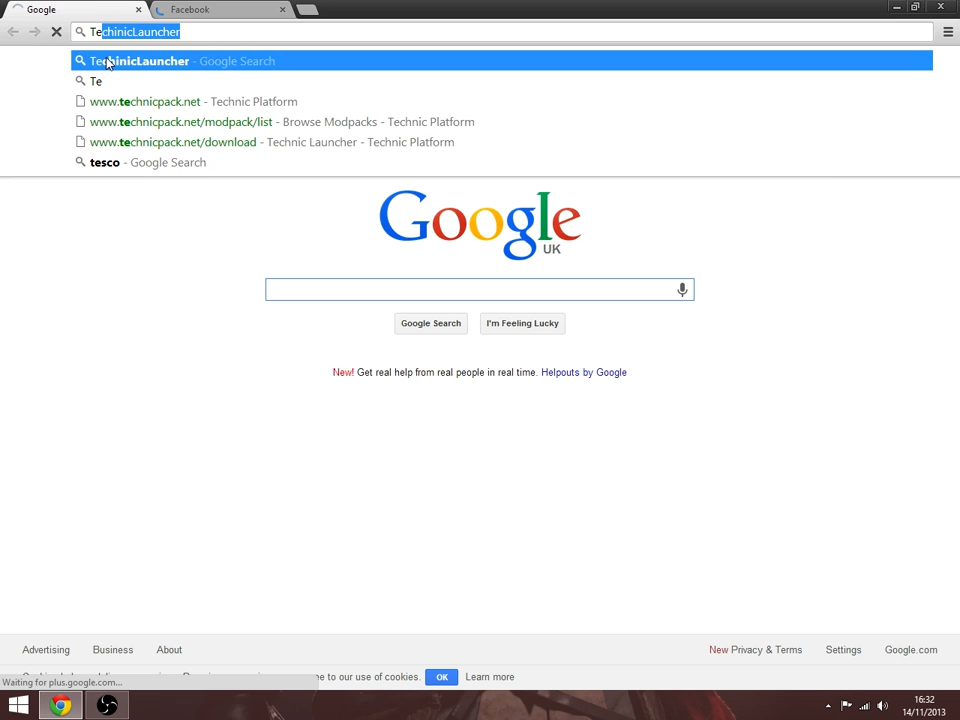 Google
Facebook
TechinicLauncher
TechinicLauncher - Google Search
Te
www.technicpack.net - Technic Platform
www.technicpack.net/modpack/list - Browse Modpacks - Technic Platform
www.technicpack.net/download - Technic Launcher - Technic Platform
tesco - Google Search
Google
UK
Google Search
I'm Feeling Lucky
New! Get real help from real people in real time. Helpouts by Google
Advertising
Business
About
New Privacy & Terms
Settings
Google.com
to our use of cookies.
OK
Learn more
Waiting for plus.google.com...
16:32
14/11/2013